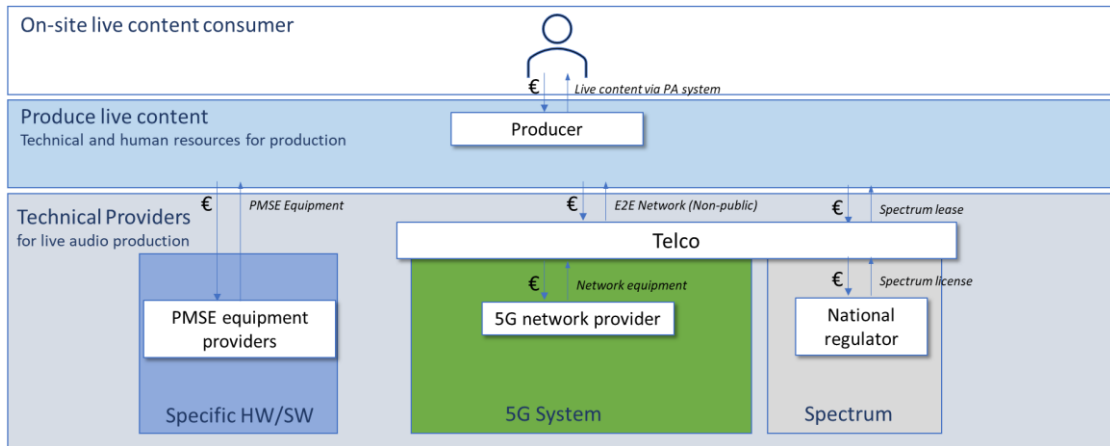 On-site live content consumer
€
Live content via PA system
Produce live content
Technical and human resources for production
Producer
€
PMSE Equipment
€
E2E Network (Non-public)
€
Spectrum lease
Technical Providers
for live audio production
Telco
€
Network equipment
€
Spectrum license
PMSE equipment
providers
5G network provider
National
regulator
Specific HW/SW
5G System
Spectrum